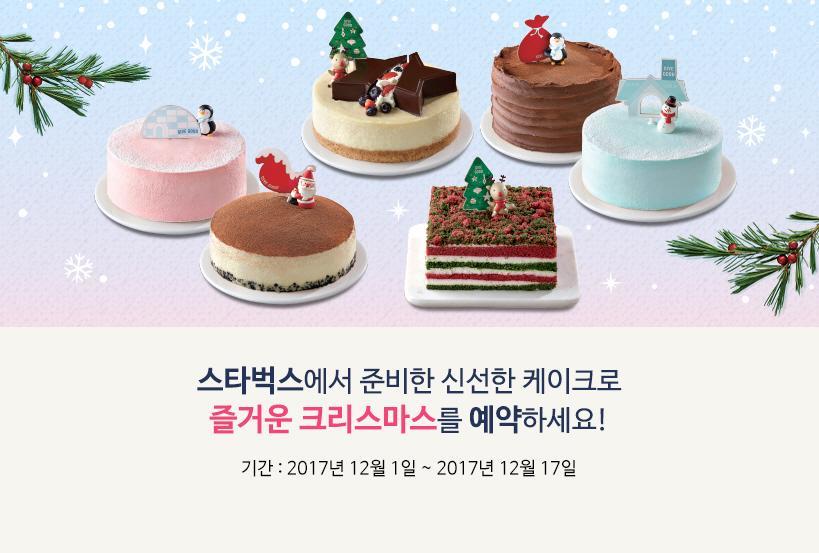 스타벅스에서 준비한 신선한 케이크로
즐거운 크리스마스를 예약하세요!
기간 : 2017년 12월 1일 ~ 2017년 12월 17일